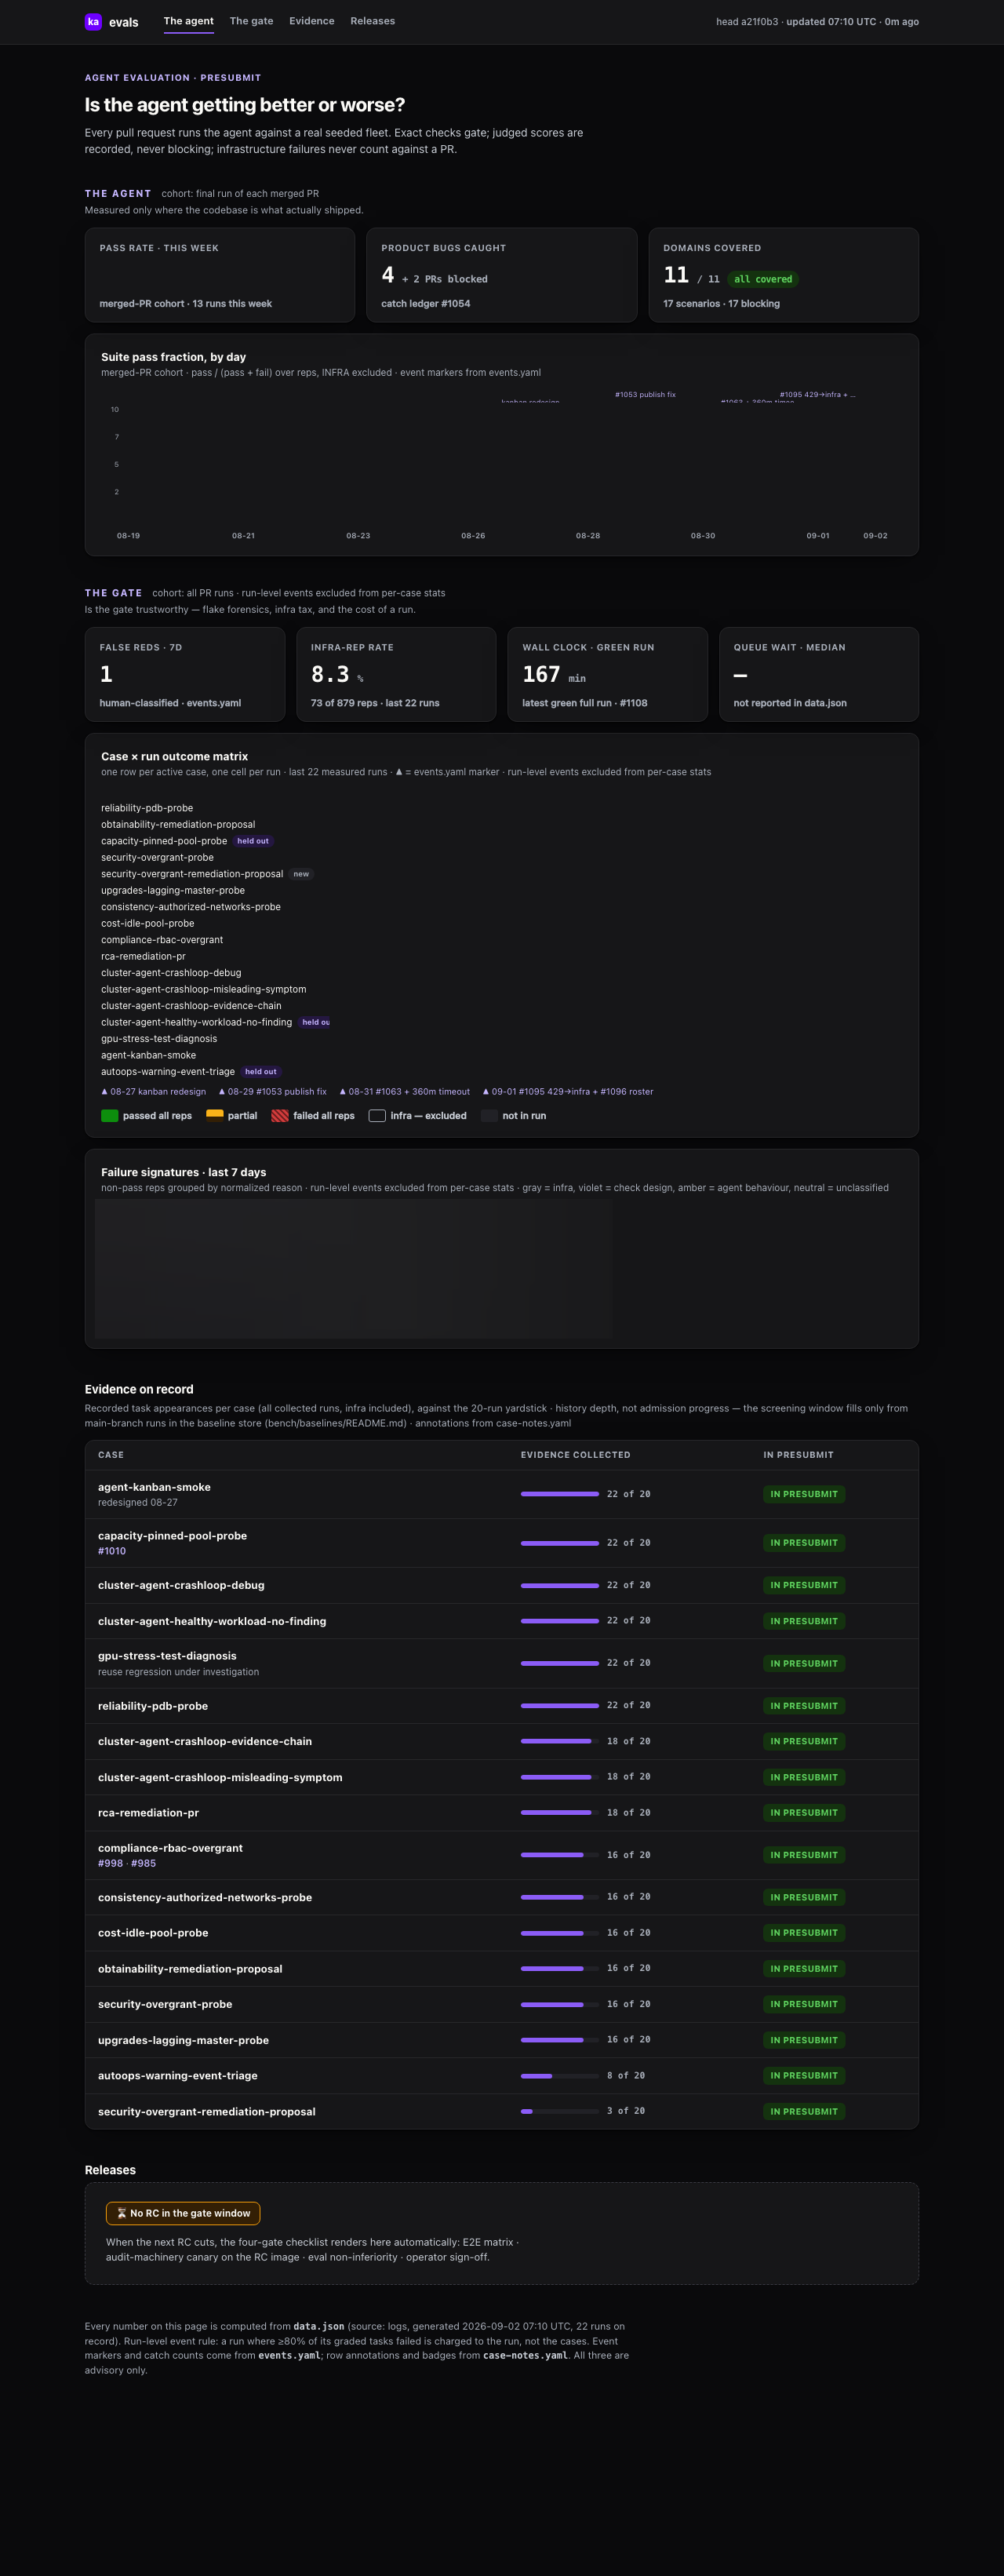 ka evals The agent The gate Evidence Releases head a21f0b3 · updated 07:10 UTC · 0m ago
AGENT EVALUATION · PRESUBMIT
Is the agent getting better or worse?
Every pull request runs the agent against a real seeded fleet. Exact checks gate; judged scores are
recorded, never blocking; infrastructure failures never count against a PR.
THE AGENT cohort: final run of each merged PR
Measured only where the codebase is what actually shipped.
PASS RATE · THIS WEEK
merged-PR cohort · 13 runs this week
PRODUCT BUGS CAUGHT
4 + 2 PRs blocked
catch ledger #1054
DOMAINS COVERED
11 / 11 all covered
17 scenarios · 17 blocking
Suite pass fraction, by day
merged-PR cohort · pass / (pass + fail) over reps, INFRA excluded · event markers from events.yaml
#1053 publish fix #1095 429→infra + …
kanban redesign #1063 + 360m timeo
10
7
5
2
08-19 08-21 08-23 08-26 08-28 08-30 09-01 09-02
THE GATE cohort: all PR runs · run-level events excluded from per-case stats
Is the gate trustworthy — flake forensics, infra tax, and the cost of a run.
FALSE REDS · 7D
1
human-classified · events.yaml
INFRA-REP RATE
8.3 %
73 of 879 reps · last 22 runs
WALL CLOCK · GREEN RUN
167 min
latest green full run · #1108
QUEUE WAIT · MEDIAN
—
not reported in data.json
Case × run outcome matrix
one row per active case, one cell per run · last 22 measured runs · ▲ = events.yaml marker · run-level events excluded from per-case stats
reliability-pdb-probe
obtainability-remediation-proposal
capacity-pinned-pool-probe held out
security-overgrant-probe
security-overgrant-remediation-proposal new
upgrades-lagging-master-probe
consistency-authorized-networks-probe
cost-idle-pool-probe
compliance-rbac-overgrant
rca-remediation-pr
cluster-agent-crashloop-debug
cluster-agent-crashloop-misleading-symptom
cluster-agent-crashloop-evidence-chain
cluster-agent-healthy-workload-no-finding held ou
gpu-stress-test-diagnosis
agent-kanban-smoke
autoops-warning-event-triage held out
▲ 08-27 kanban redesign ▲ 08-29 #1053 publish fix ▲ 08-31 #1063 + 360m timeout ▲ 09-01 #1095 429→infra + #1096 roster
passed all reps partial failed all reps infra — excluded not in run
Failure signatures · last 7 days
non-pass reps grouped by normalized reason · run-level events excluded from per-case stats · gray = infra, violet = check design, amber = agent behaviour, neutral = unclassified
Evidence on record
Recorded task appearances per case (all collected runs, infra included), against the 20-run yardstick · history depth, not admission progress — the screening window fills only from
main-branch runs in the baseline store (bench/baselines/README.md) · annotations from case-notes.yaml
CASE EVIDENCE COLLECTED IN PRESUBMIT
agent-kanban-smoke 22 of 20 IN PRESUBMIT
redesigned 08-27
capacity-pinned-pool-probe 22 of 20 IN PRESUBMIT
#1010
cluster-agent-crashloop-debug 22 of 20 IN PRESUBMIT
cluster-agent-healthy-workload-no-finding 22 of 20 IN PRESUBMIT
gpu-stress-test-diagnosis 22 of 20 IN PRESUBMIT
reuse regression under investigation
reliability-pdb-probe 22 of 20 IN PRESUBMIT
cluster-agent-crashloop-evidence-chain 18 of 20 IN PRESUBMIT
cluster-agent-crashloop-misleading-symptom 18 of 20 IN PRESUBMIT
rca-remediation-pr 18 of 20 IN PRESUBMIT
compliance-rbac-overgrant 16 of 20 IN PRESUBMIT
#998 · #985
consistency-authorized-networks-probe 16 of 20 IN PRESUBMIT
cost-idle-pool-probe 16 of 20 IN PRESUBMIT
obtainability-remediation-proposal 16 of 20 IN PRESUBMIT
security-overgrant-probe 16 of 20 IN PRESUBMIT
upgrades-lagging-master-probe 16 of 20 IN PRESUBMIT
autoops-warning-event-triage 8 of 20 IN PRESUBMIT
security-overgrant-remediation-proposal 3 of 20 IN PRESUBMIT
Releases
⏳ No RC in the gate window
When the next RC cuts, the four-gate checklist renders here automatically: E2E matrix ·
audit-machinery canary on the RC image · eval non-inferiority · operator sign-off.
Every number on this page is computed from data.json (source: logs, generated 2026-09-02 07:10 UTC, 22 runs on
record). Run-level event rule: a run where ≥80% of its graded tasks failed is charged to the run, not the cases. Event
markers and catch counts come from events.yaml; row annotations and badges from case-notes.yaml. All three are
advisory only.